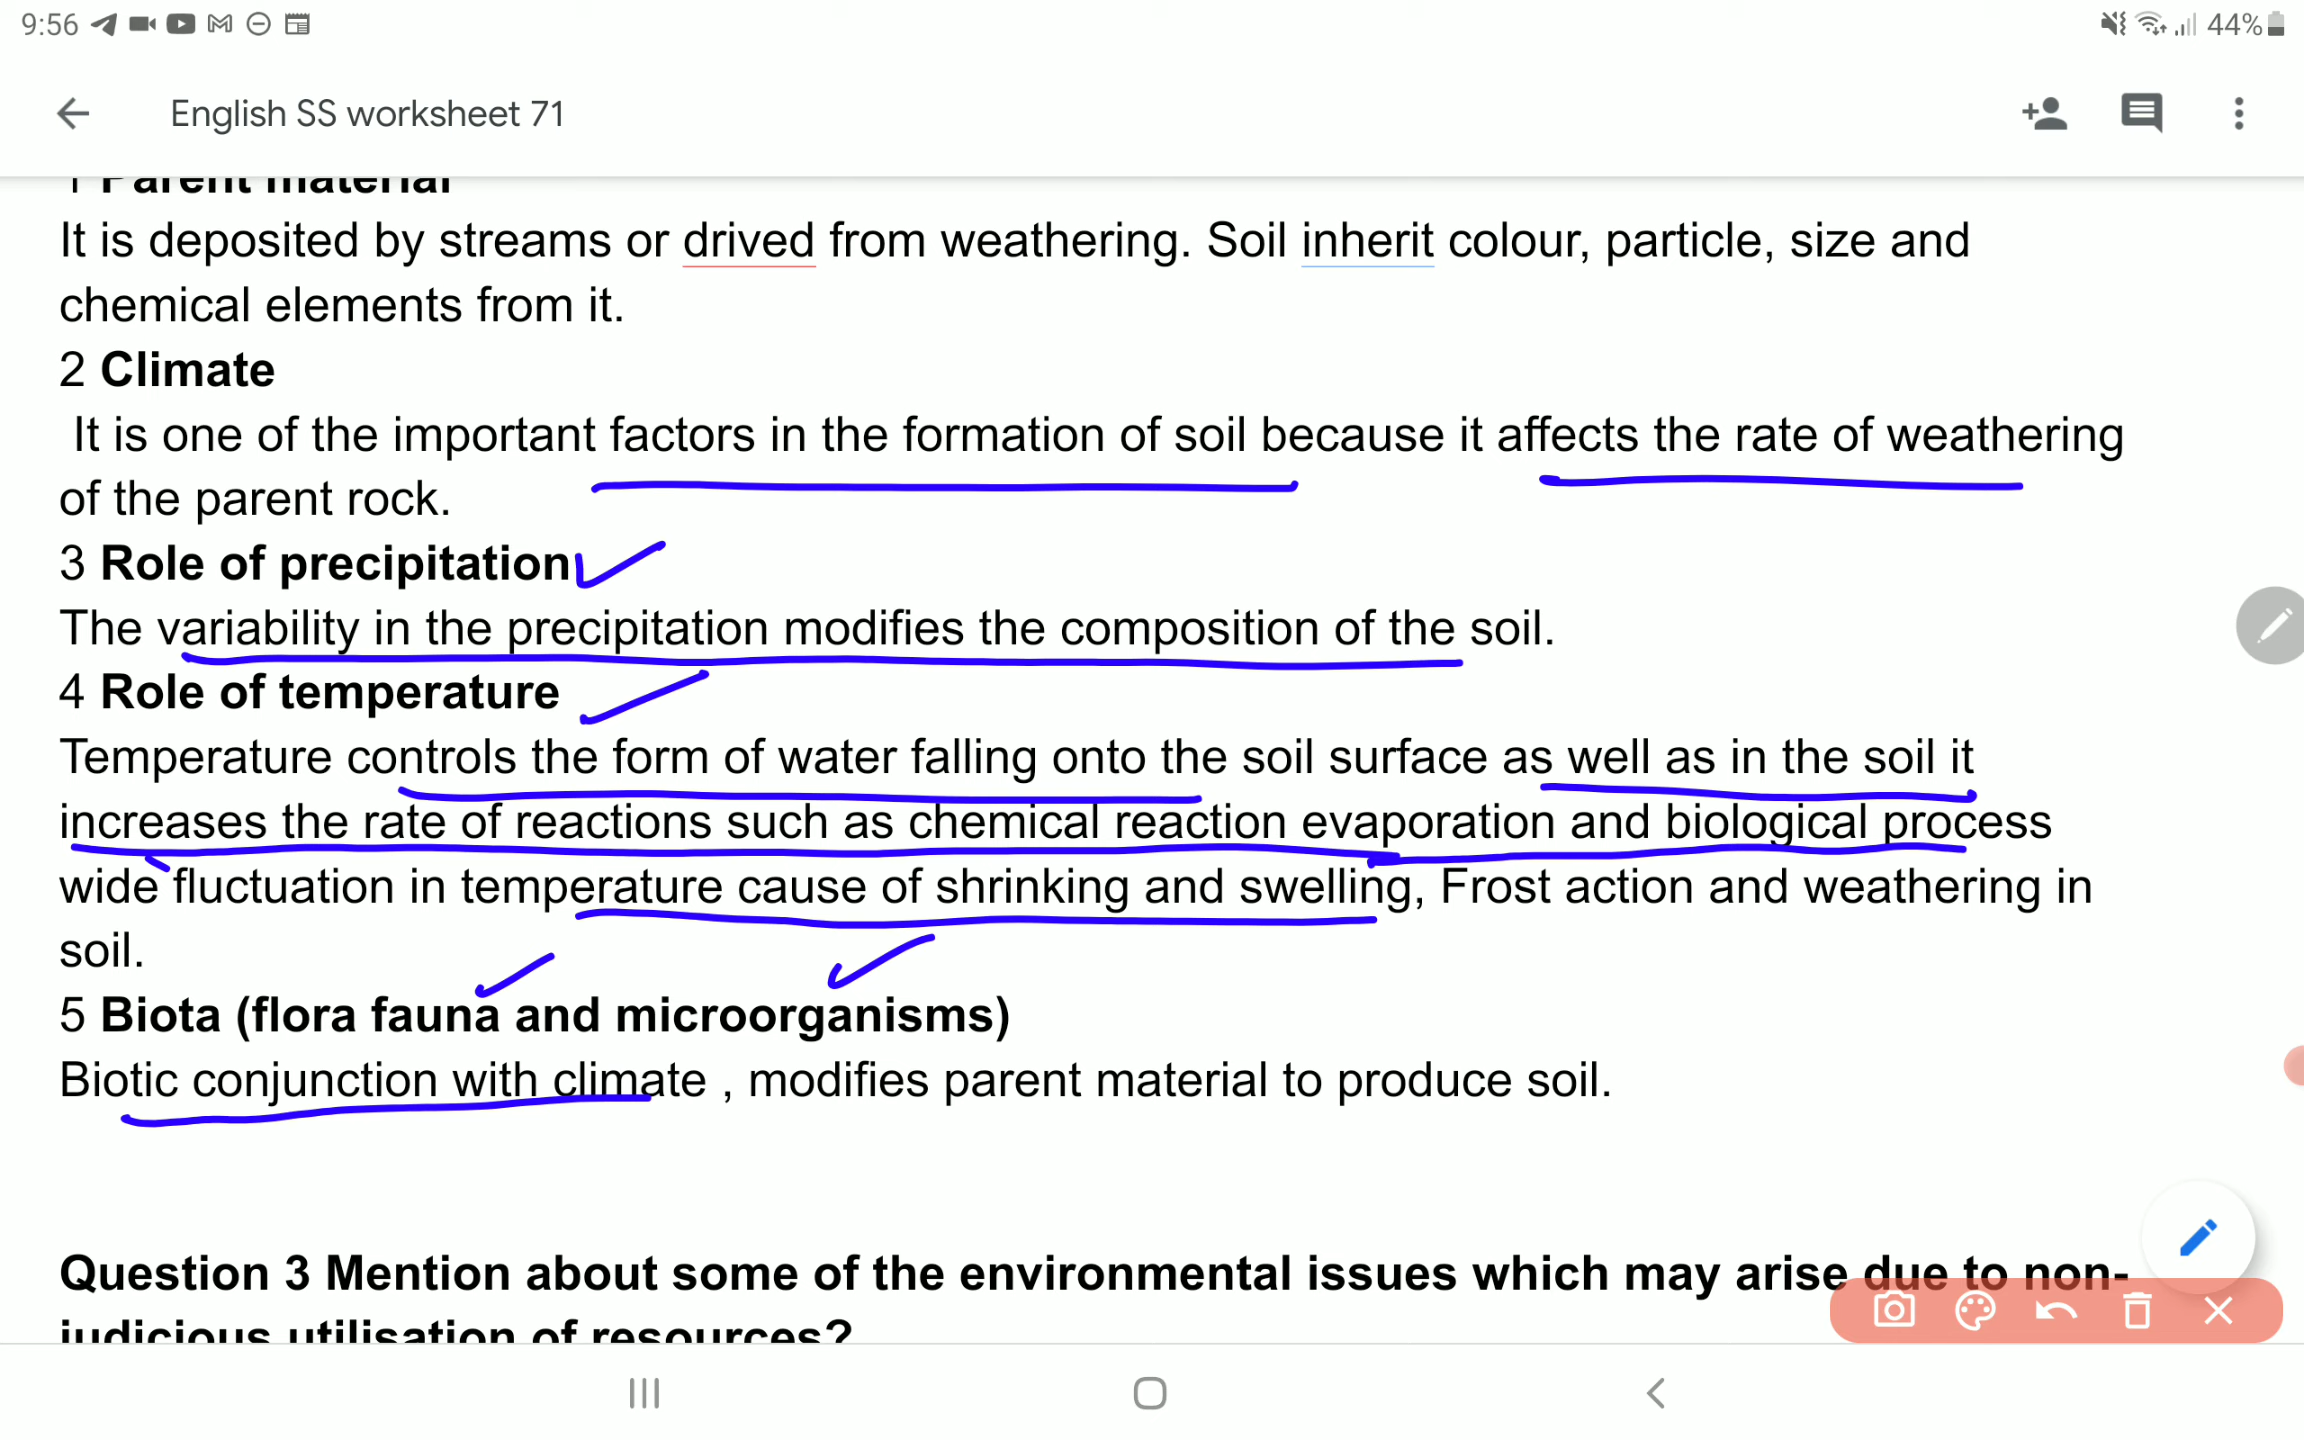 9:56
44%
English SS worksheet 71
1 Parent material
It is deposited by streams or drived from weathering. Soil inherit colour, particle, size and
chemical elements from it.
2 Climate
It is one of the important factors in the formation of soil because it affects the rate of weathering
of the parent rock.
3 Role of precipitation
The variability in the precipitation modifies the composition of the soil.
4 Role of temperature
Temperature controls the form of water falling onto the soil surface as well as in the soil it
increases the rate of reactions such as chemical reaction evaporation and biological process
wide fluctuation in temperature cause of shrinking and swelling, Frost action and weathering in
soil.
5 Biota (flora fauna and microorganisms)
Biotic conjunction with climate , modifies parent material to produce soil.
Question 3 Mention about some of the environmental issues which may arise due to non-
judicious utilisation of resources?